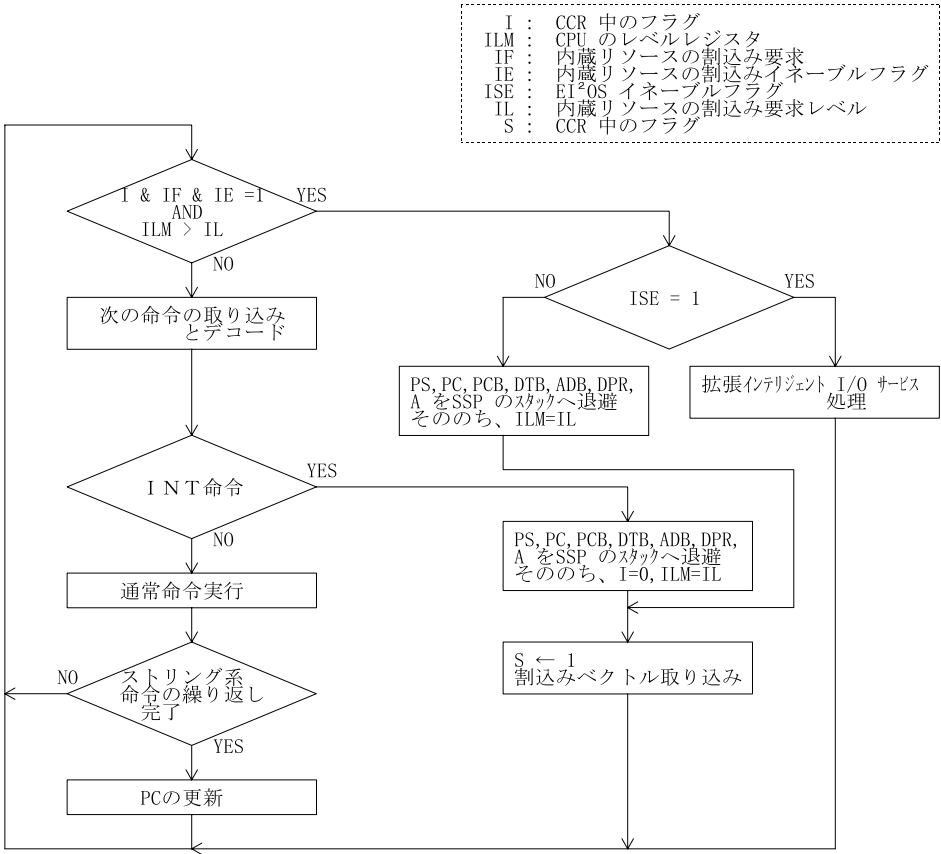 I : CCR 中のフラグ
ILM : CPU のレベルレジスタ
IF : 内蔵リソースの割込み要求
IE : 内蔵リソースの割込みイネーブルフラグ
ISE : EI²OS イネーブルフラグ
IL : 内蔵リソースの割込み要求レベル
S : CCR 中のフラグ
I & IF & IE =1
AND
ILM > IL
YES
NO
ISE = 1
NO
YES
次の命令の取り込み
とデコード
PS,PC,PCB,DTB,ADB,DPR,
A をSSP のスタックへ退避
そののち、ILM=IL
拡張インテリジェント I/O サービス
処理
INT命令
YES
NO
PS,PC,PCB,DTB,ADB,DPR,
A をSSP のスタックへ退避
そののち、I=0,ILM=IL
通常命令実行
S ← 1
割込みベクトル取り込み
ストリング系
命令の繰り返し
完了
NO
YES
PCの更新